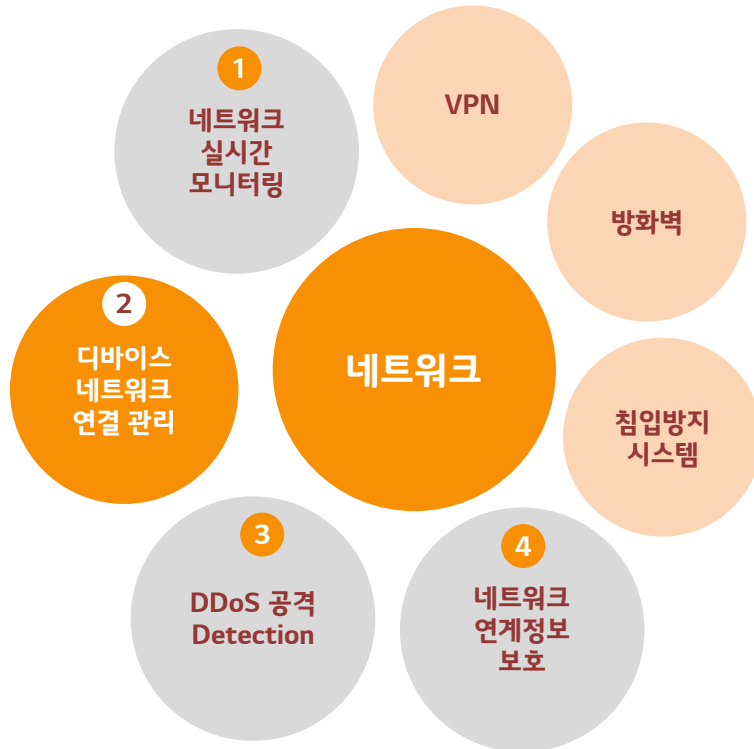 1
네트워크
실시간
모니터링
VPN
방화벽
2
디바이스
네트워크
연결 관리
네트워크
침입방지
시스템
3
DDoS 공격
Detection
4
네트워크
연계정보
보호